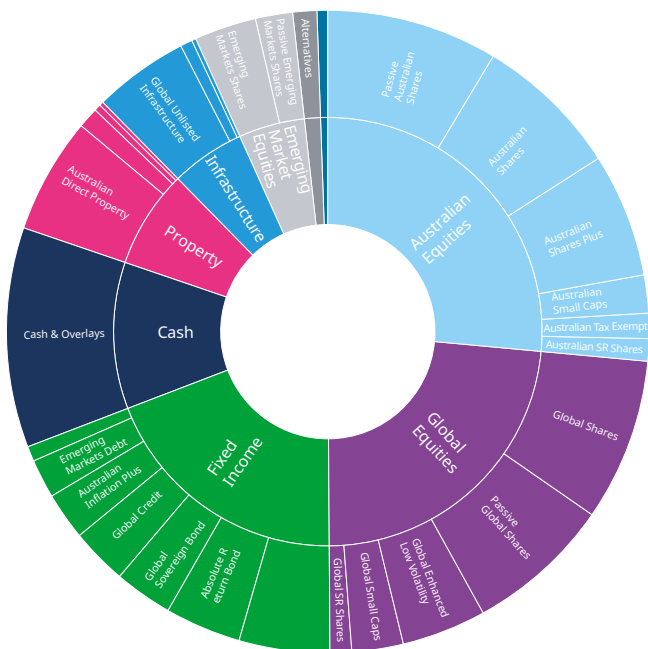 Passive
Australian
Shares
Australian
Shares
Australian
Shares Plus
Australian
Small Caps
Australian Tax Exempt
Australian SR Shares
Australian
Equities
Global Shares
Passive
Global Shares
Global Enhanced
Low Volatility
Global Small Caps
Global SR Shares
Global
Equities
Absolute R
eturn Bond
Global
Sovereign Bond
Global Credit
Australian
Inflation Plus
Emerging
Markets Debt
Fixed
Income
Cash & Overlays
Cash
Australian
Direct Property
Property
Global Unlisted
Infrastructure
Infrastructure
Emerging
Markets Shares
Passive Emerging
Markets Shares
Emerging
Market
Equities
Alternatives